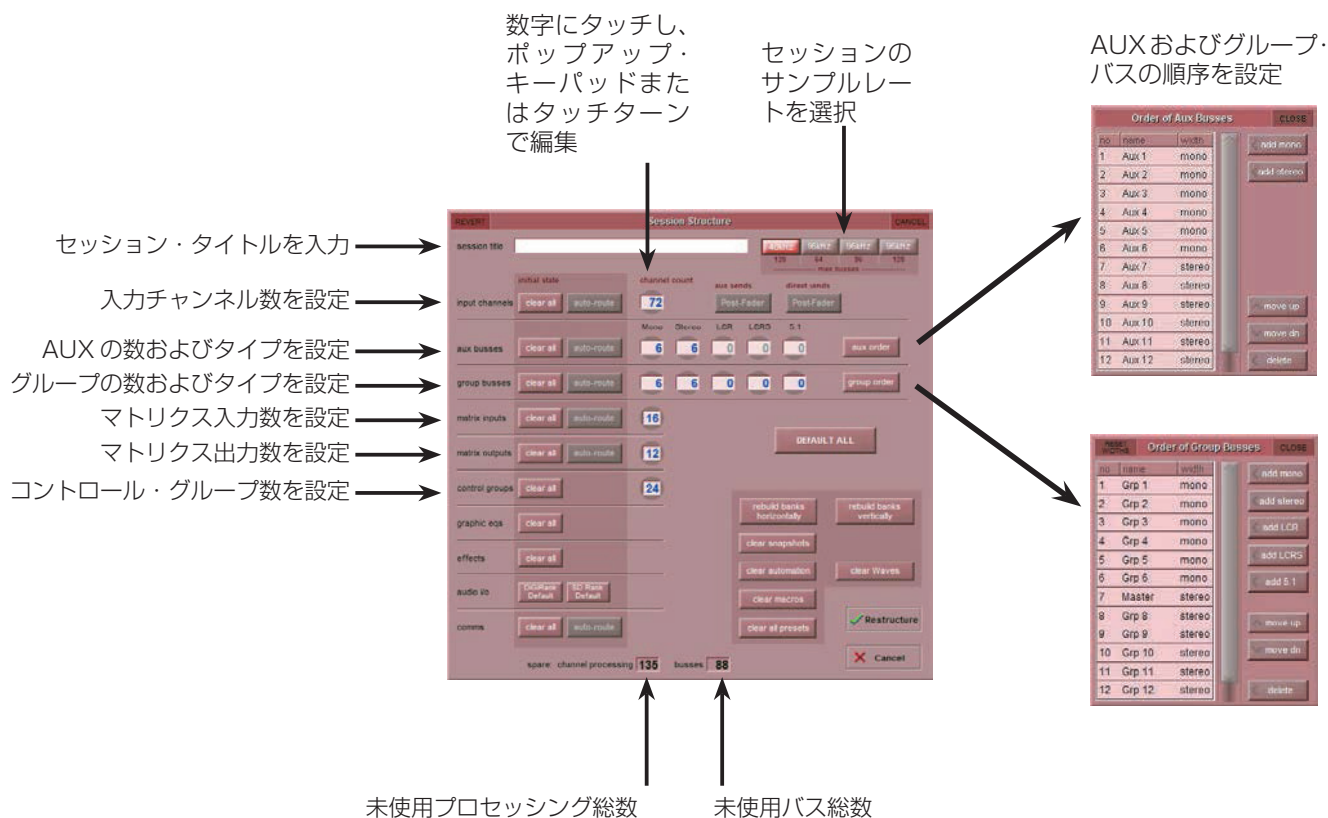 数字にタッチし、
ポップアップ・
キーパッドまた
はタッチターン
で編集
セッションの
サンプルレー
トを選択
AUXおよびグループ・
バスの順序を設定
セッション・タイトルを入力
入力チャンネル数を設定
AUX の数およびタイプを設定
グループの数およびタイプを設定
マトリクス入力数を設定
マトリクス出力数を設定
コントロール・グループ数を設定
REVERT Session Structure CANCEL
session title 48kHz 96kHz 96kHz 96kHz
128 64 96 128
max busses
initial state channel count aux sends direct sends
input channels clear all auto-route 72 Post-Fader Post-Fader
Mono Stereo LCR LCRS 5.1
aux busses clear all auto-route 6 6 0 0 0 aux order
group busses clear all auto-route 6 6 0 0 0 group order
matrix inputs clear all auto-route 16
DEFAULT ALL
matrix outputs clear all auto-route 12
control groups clear all 24
graphic eqs clear all
rebuild banks
horizontally
rebuild banks
vertically
clear snapshots
effects clear all
clear automation clear Waves
audio i/o
DiGiRack
Default
SD Rack
Default
clear macros
comms clear all auto-route
clear all presets
Restructure
Cancel
spare channel processing 135 busses 88
未使用プロセッシング総数
未使用バス総数
Order of Aux Busses CLOSE
no name width
1 Aux 1 mono
2 Aux 2 mono
3 Aux 3 mono
4 Aux 4 mono
5 Aux 5 mono
6 Aux 6 mono
7 Aux 7 stereo
8 Aux 8 stereo
9 Aux 9 stereo
10 Aux 10 stereo
11 Aux 11 stereo
12 Aux 12 stereo
add mono
add stereo
move up
move dn
delete
RESET
WIDTHS
Order of Group Busses CLOSE
no name width
1 Grp 1 mono
2 Grp 2 mono
3 Grp 3 mono
4 Grp 4 mono
5 Grp 5 mono
6 Grp 6 mono
7 Master stereo
8 Grp 8 stereo
9 Grp 9 stereo
10 Grp 10 stereo
11 Grp 11 stereo
12 Grp 12 stereo
add mono
add stereo
add LCR
add LCRS
add 5.1
move up
move dn
delete